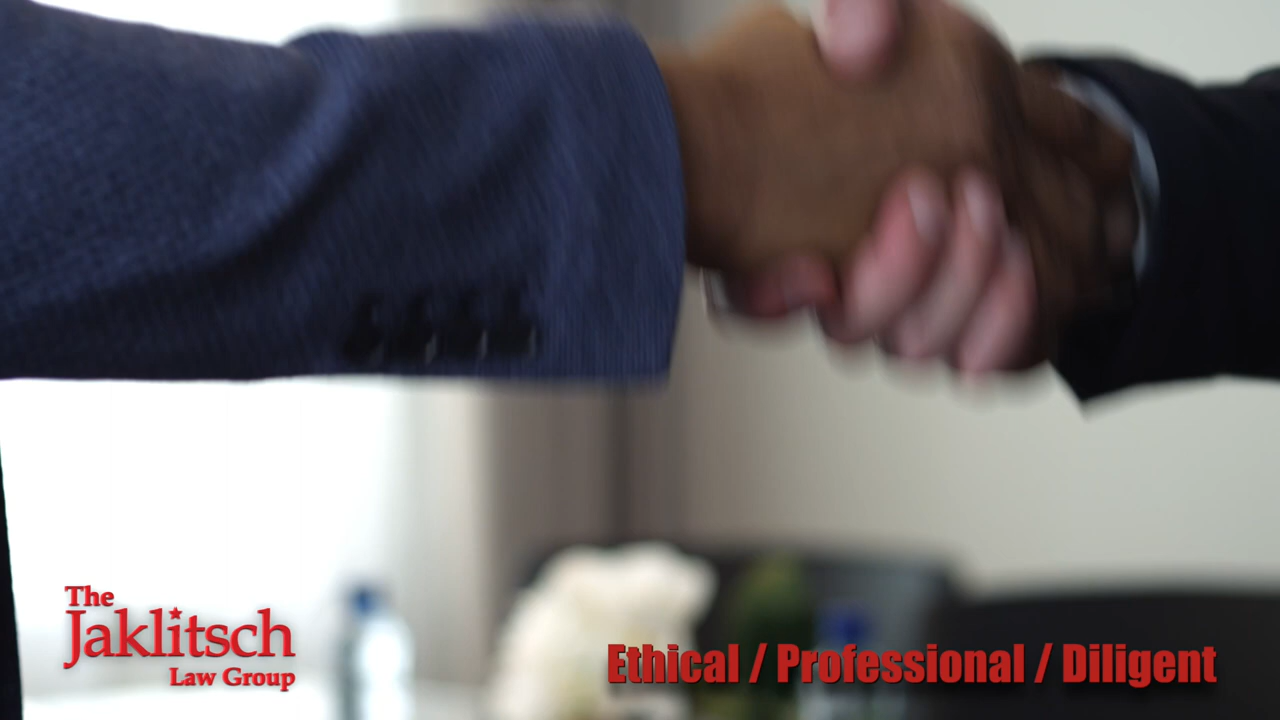 The
Jaklitsch
Law Group
Ethical / Professional / Diligent